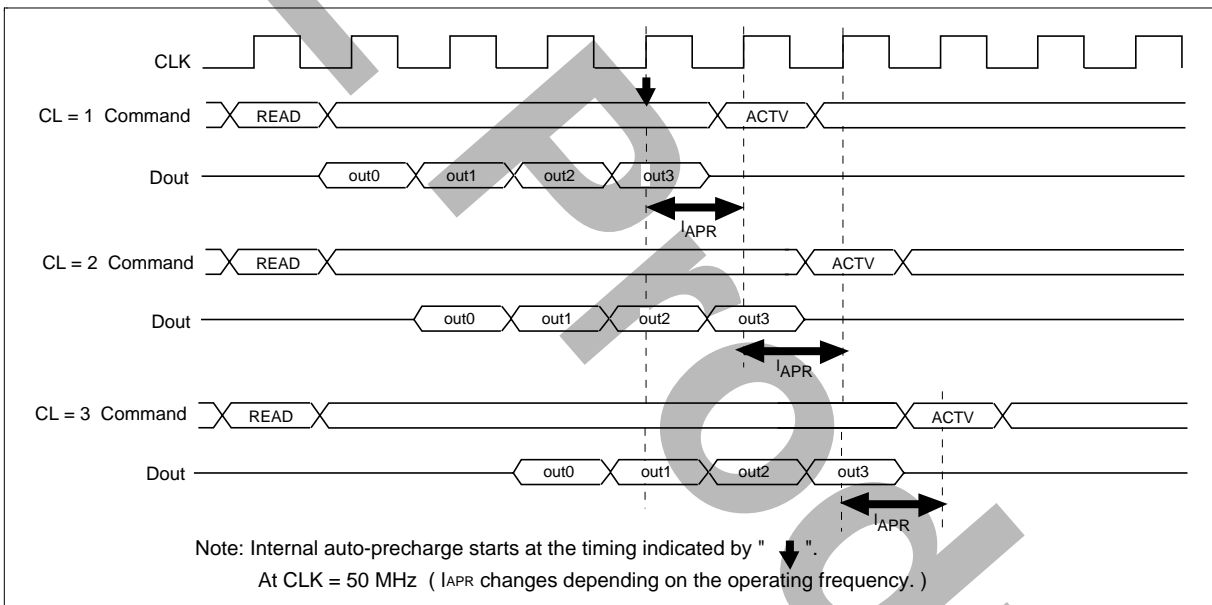 CLK
CL = 1 Command READ ACTV
Dout out0 out1 out2 out3
lAPR
CL = 2 Command READ ACTV
Dout out0 out1 out2 out3
lAPR
CL = 3 Command READ ACTV
Dout out0 out1 out2 out3
lAPR
Note: Internal auto-precharge starts at the timing indicated by " ".
At CLK = 50 MHz ( lAPR changes depending on the operating frequency. )